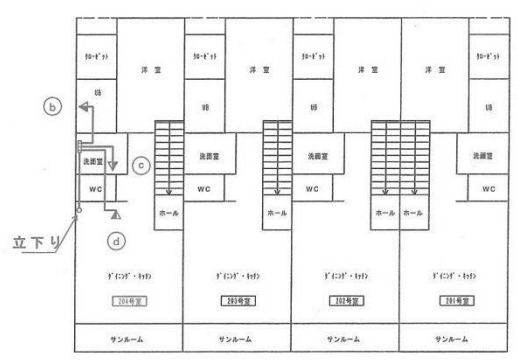 クローゼット 洋室 クローゼット 洋室 クローゼット 洋室 洋室 クローゼット
UB UB UB UB
b
洗面室 c 洗面室 洗面室 洗面室
WC WC WC WC
ホール ホール ホール ホール
立下り d
ダイニング・キッチン ダイニング・キッチン ダイニング・キッチン ダイニング・キッチン
204号室 203号室 202号室 201号室
サンルーム サンルーム サンルーム サンルーム